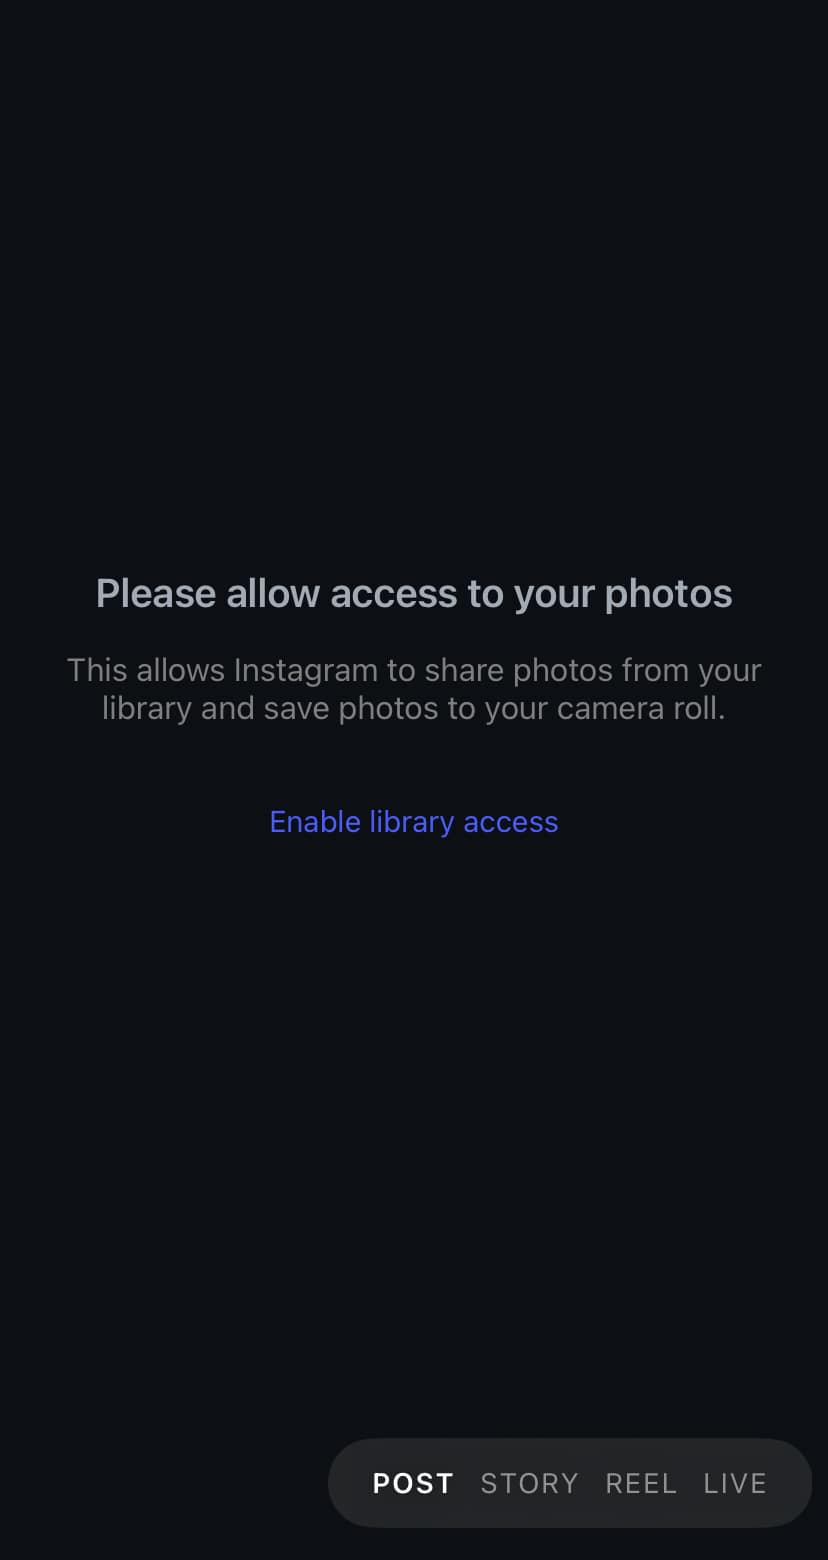 Please allow access to your photos
This allows Instagram to share photos from your
library and save photos to your camera roll.
Enable library access
POST STORY REEL LIVE